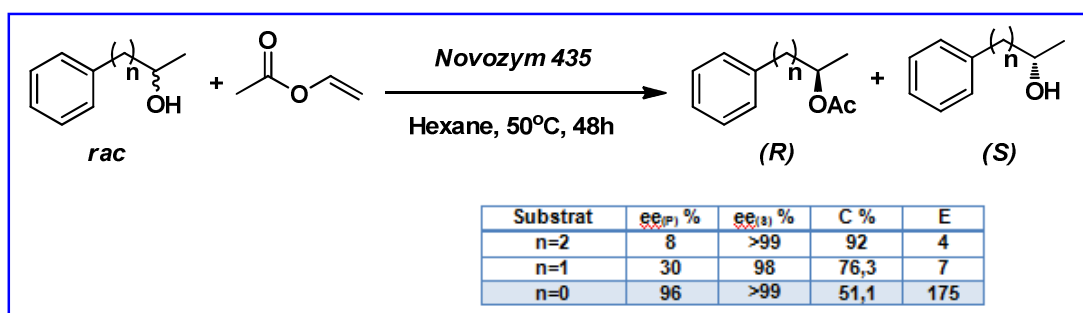 n
OH
rac
+
O
O
Novozym 435
Hexane, 50°C, 48h
n
OAc
(R)
+
n
OH
(S)
Substrat ee(P) % ee(S) % C % E
n=2 8 >99 92 4
n=1 30 98 76,3 7
n=0 96 >99 51,1 175